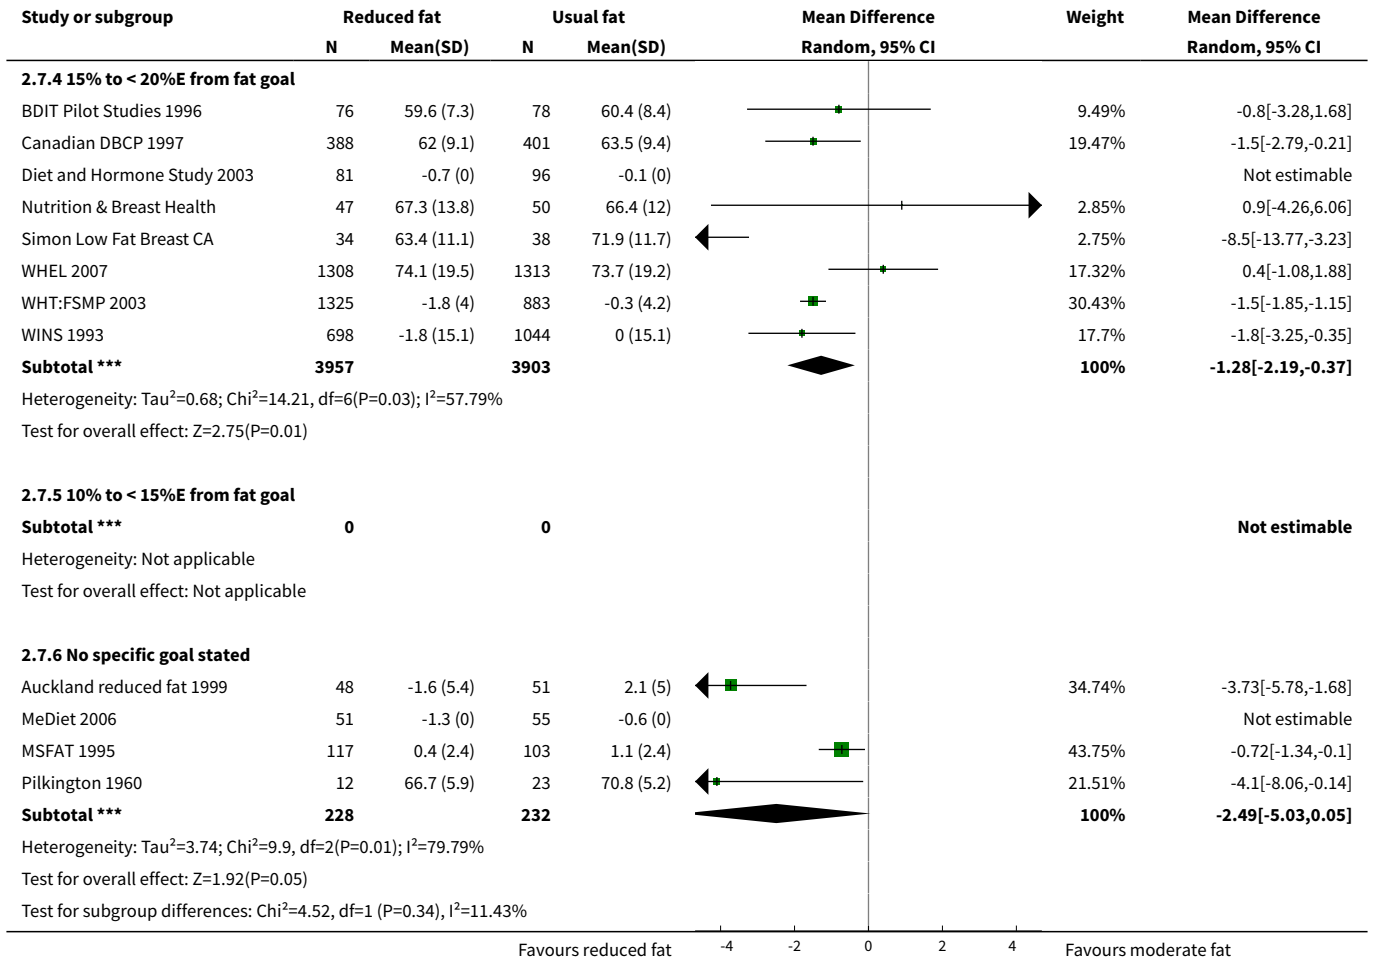 Study or subgroup Reduced fat Usual fat Mean Difference Weight Mean Difference
N Mean(SD) N Mean(SD) Random, 95% CI Random, 95% CI
2.7.4 15% to < 20%E from fat goal
BDIT Pilot Studies 1996 76 59.6 (7.3) 78 60.4 (8.4) 9.49% -0.8[-3.28,1.68]
Canadian DBCP 1997 388 62 (9.1) 401 63.5 (9.4) 19.47% -1.5[-2.79,-0.21]
Diet and Hormone Study 2003 81 -0.7 (0) 96 -0.1 (0) Not estimable
Nutrition & Breast Health 47 67.3 (13.8) 50 66.4 (12) 2.85% 0.9[-4.26,6.06]
Simon Low Fat Breast CA 34 63.4 (11.1) 38 71.9 (11.7) 2.75% -8.5[-13.77,-3.23]
WHEL 2007 1308 74.1 (19.5) 1313 73.7 (19.2) 17.32% 0.4[-1.08,1.88]
WHT:FSMP 2003 1325 -1.8 (4) 883 -0.3 (4.2) 30.43% -1.5[-1.85,-1.15]
WINS 1993 698 -1.8 (15.1) 1044 0 (15.1) 17.7% -1.8[-3.25,-0.35]
Subtotal *** 3957 3903 100% -1.28[-2.19,-0.37]
Heterogeneity: Tau²=0.68; Chi²=14.21, df=6(P=0.03); I²=57.79%
Test for overall effect: Z=2.75(P=0.01)
2.7.5 10% to < 15%E from fat goal
Subtotal *** 0 0 Not estimable
Heterogeneity: Not applicable
Test for overall effect: Not applicable
2.7.6 No specific goal stated
Auckland reduced fat 1999 48 -1.6 (5.4) 51 2.1 (5) 34.74% -3.73[-5.78,-1.68]
MeDiet 2006 51 -1.3 (0) 55 -0.6 (0) Not estimable
MSFAT 1995 117 0.4 (2.4) 103 1.1 (2.4) 43.75% -0.72[-1.34,-0.1]
Pilkington 1960 12 66.7 (5.9) 23 70.8 (5.2) 21.51% -4.1[-8.06,-0.14]
Subtotal *** 228 232 100% -2.49[-5.03,0.05]
Heterogeneity: Tau²=3.74; Chi²=9.9, df=2(P=0.01); I²=79.79%
Test for overall effect: Z=1.92(P=0.05)
Test for subgroup differences: Chi²=4.52, df=1 (P=0.34), I²=11.43%
Favours reduced fat -4 -2 0 2 4 Favours moderate fat